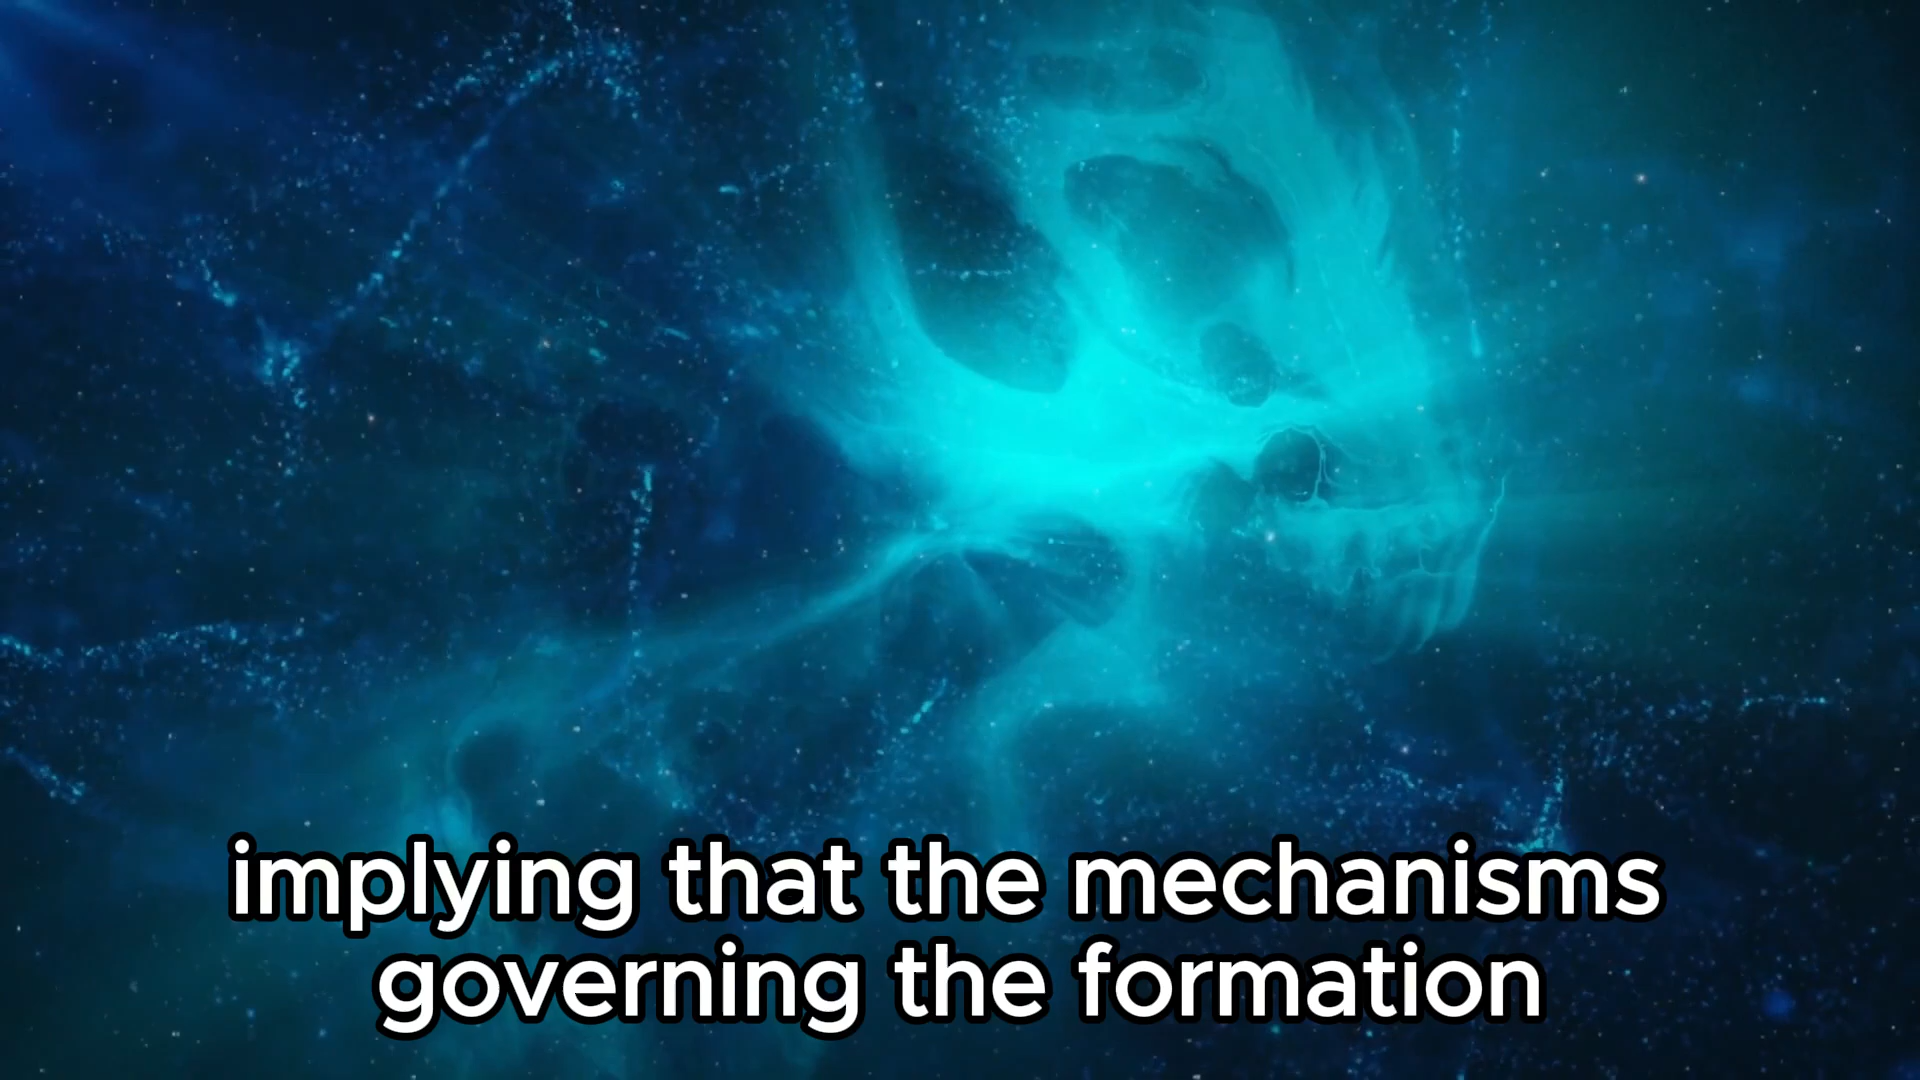 implying that the mechanisms
governing the formation